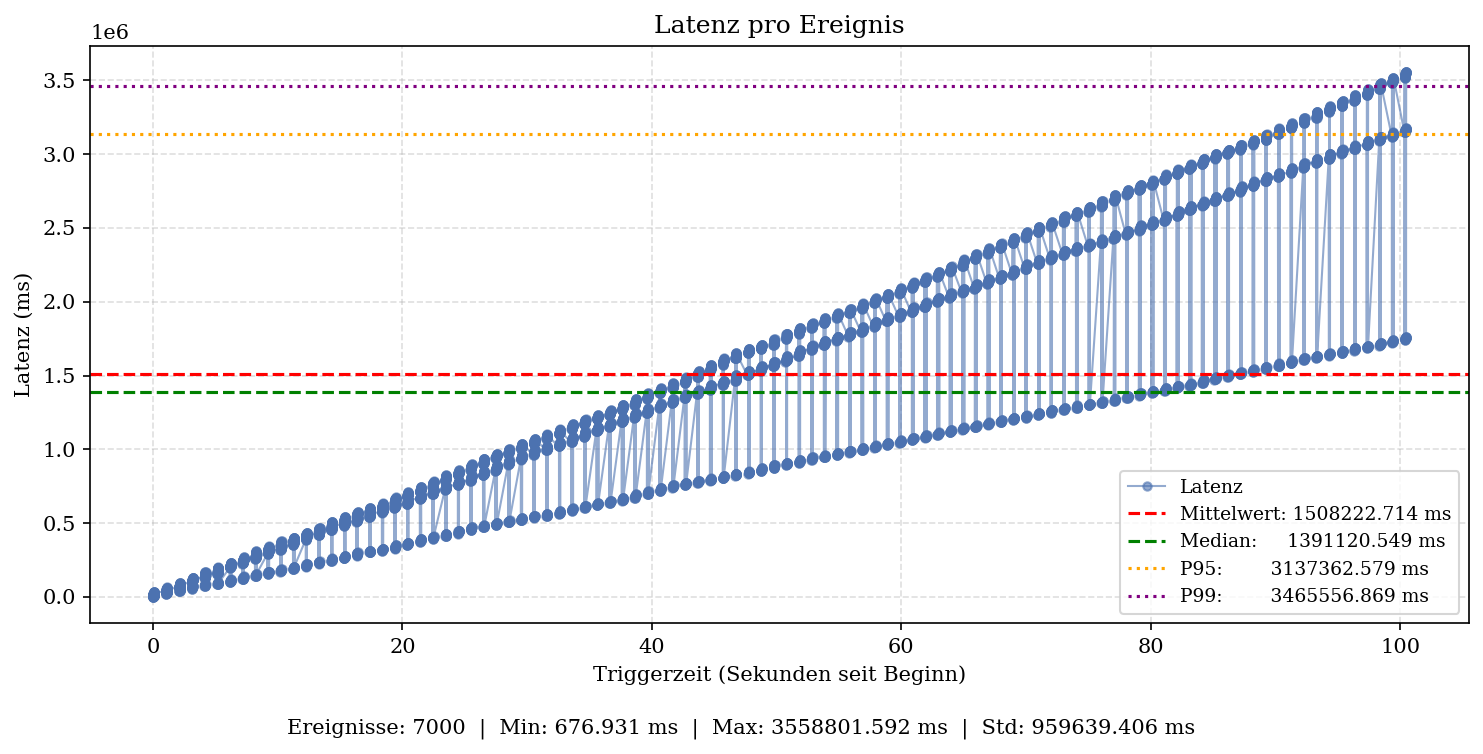 Latenz pro Ereignis
1e6
3.5
3.0
2.5
2.0
1.5
1.0
0.5
0.0
Latenz (ms)
0 20 40 60 80 100
Triggerzeit (Sekunden seit Beginn)
Latenz
Mittelwert: 1508222.714 ms
Median: 1391120.549 ms
P95: 3137362.579 ms
P99: 3465556.869 ms
Ereignisse: 7000 | Min: 676.931 ms | Max: 3558801.592 ms | Std: 959639.406 ms